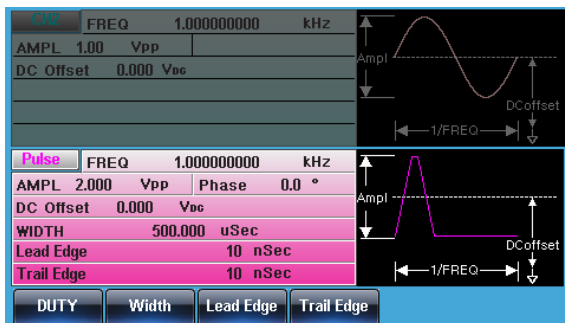 CH1 FREQ 1.000000000 kHz
AMPL 1.00 Vpp
DC Offset 0.000 VDC
Ampl
DCoffset
1/FREQ
Pulse FREQ 1.000000000 kHz
AMPL 2.000 Vpp Phase 0.0 °
DC Offset 0.000 VDC
WIDTH 500.000 uSec
Lead Edge 10 nSec
Trail Edge 10 nSec
Ampl
DCoffset
1/FREQ
DUTY Width Lead Edge Trail Edge